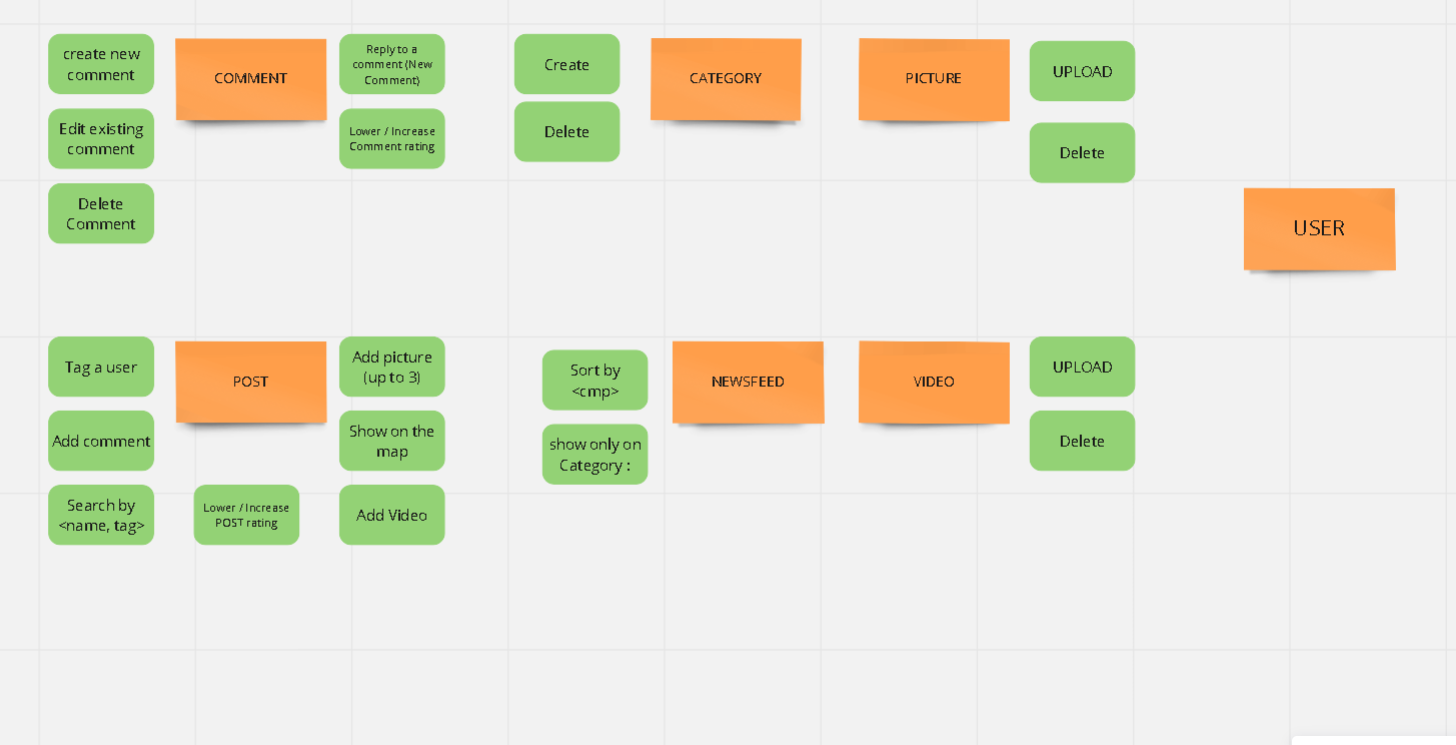 create new
comment
COMMENT
Reply to a
comment (New
Comment)
Edit existing
comment
Lower / Increase
Comment rating
Delete
Comment
Create
Delete
CATEGORY
PICTURE
UPLOAD
Delete
USER
Tag a user
POST
Add picture
(up to 3)
Add comment
Show on the
map
Search by
<name, tag>
Lower / Increase
POST rating
Add Video
Sort by
<cmp>
show only on
Category :
NEWSFEED
VIDEO
UPLOAD
Delete